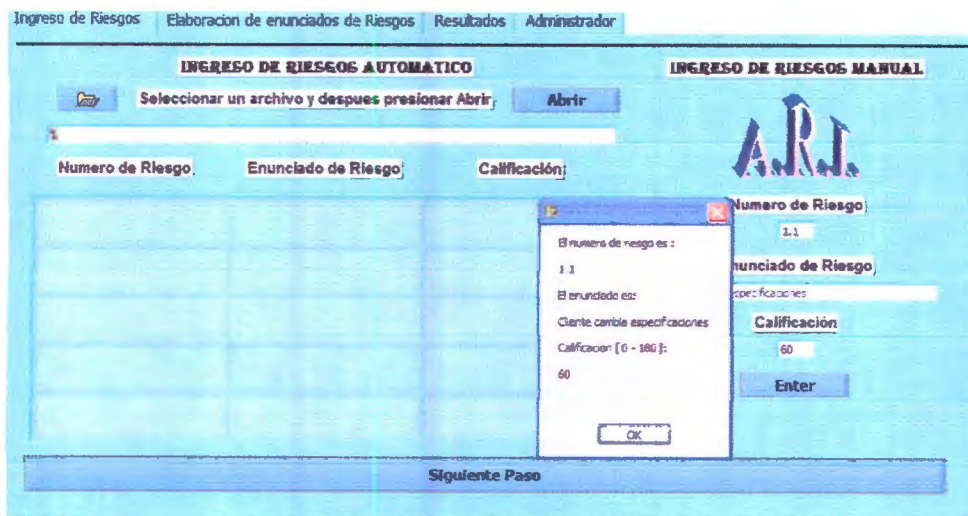 Ingreso de Riesgos Elaboracion de enunciados de Riesgos Resultados Administrador
INGRESO DE RIESGOS AUTOMATICO
Seleccionar un archivo y despues presionar Abrir Abrir
Numero de Riesgo Enunciado de Riesgo Calificación
INGRESO DE RIESGOS MANUAL
A.R.I.
Numero de Riesgo
1.1
nunciado de Riesgo
especificaciones
Calificación
60
Enter
El numero de riesgo es :
1.1
El enunciado es:
Cliente cambia especificaciones
Calificacion [ 0 - 100 ]:
60
OK
Siguiente Paso